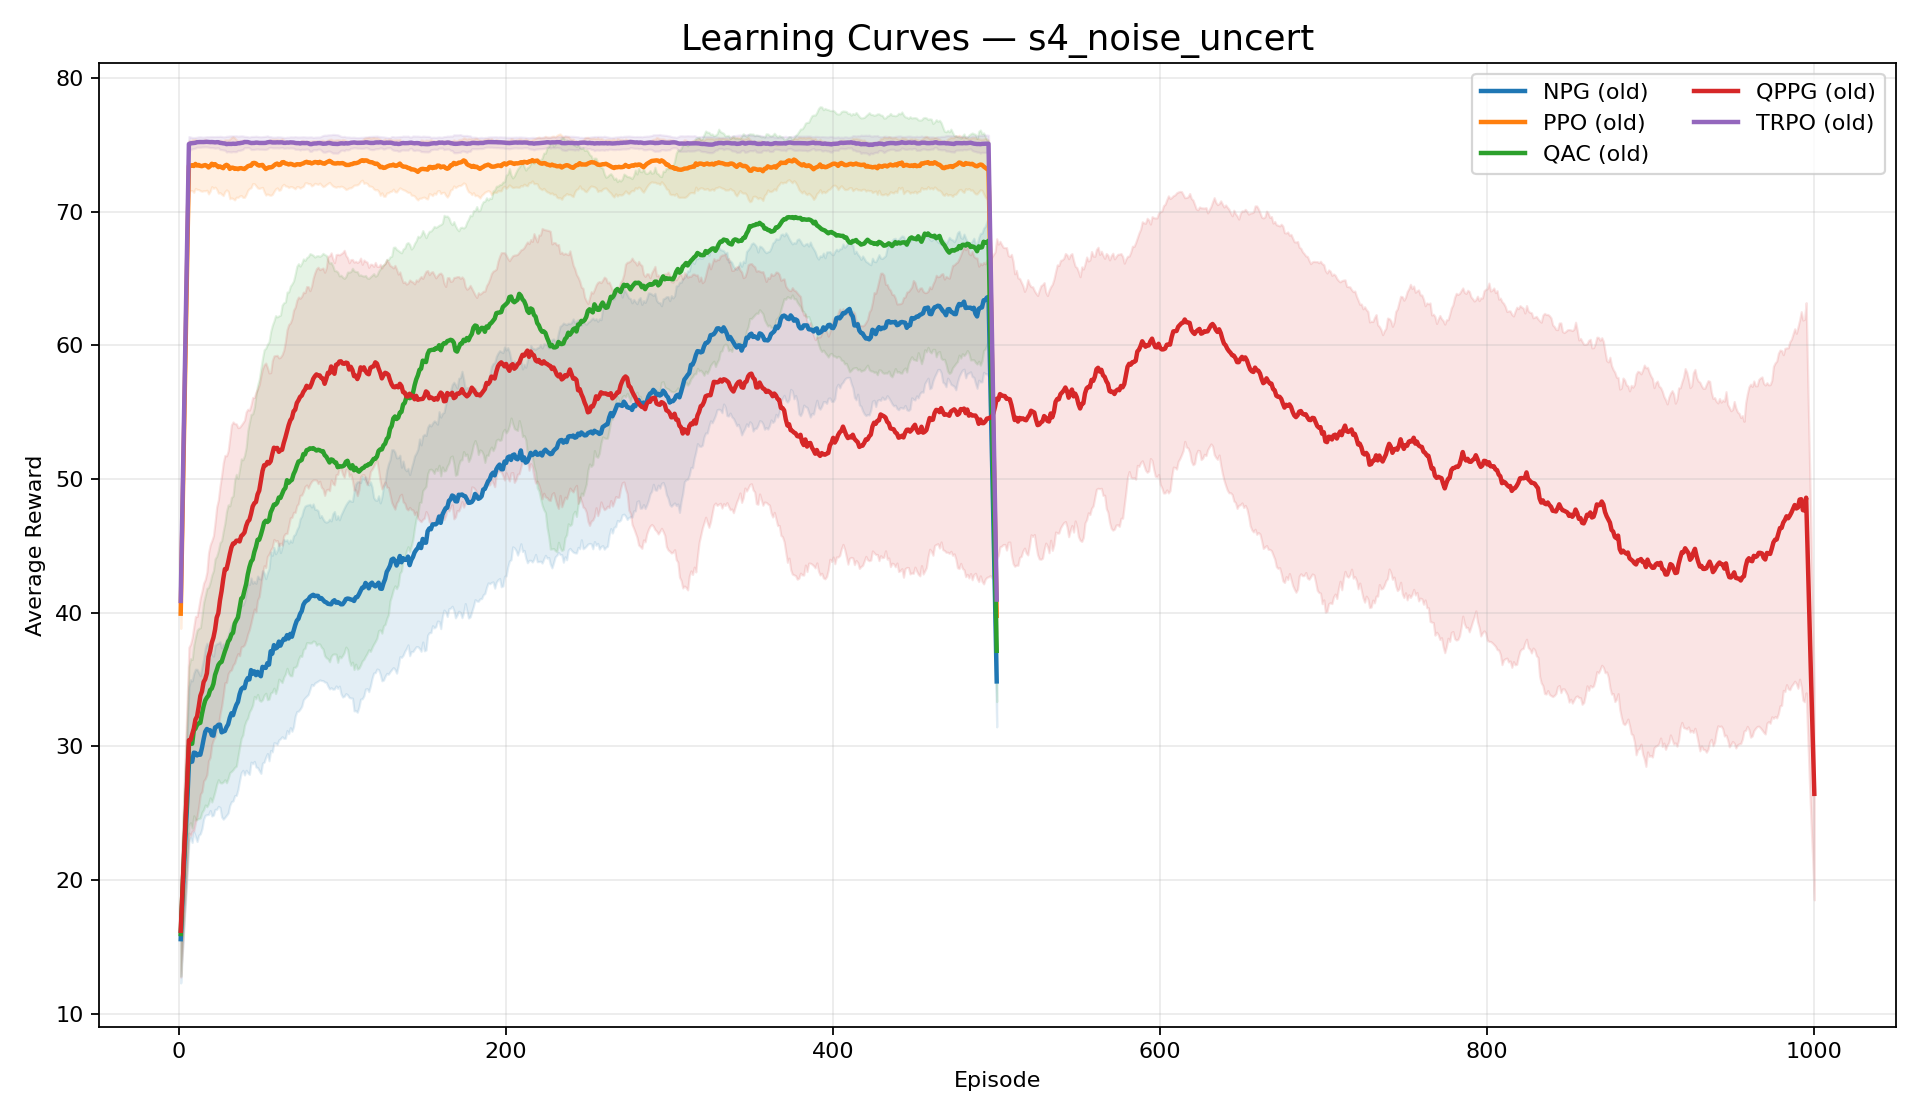 Learning Curves — s4_noise_uncert
NPG (old)
PPO (old)
QAC (old)
QPPG (old)
TRPO (old)
Average Reward
80
70
60
50
40
30
20
10
0
200
400
600
800
1000
Episode